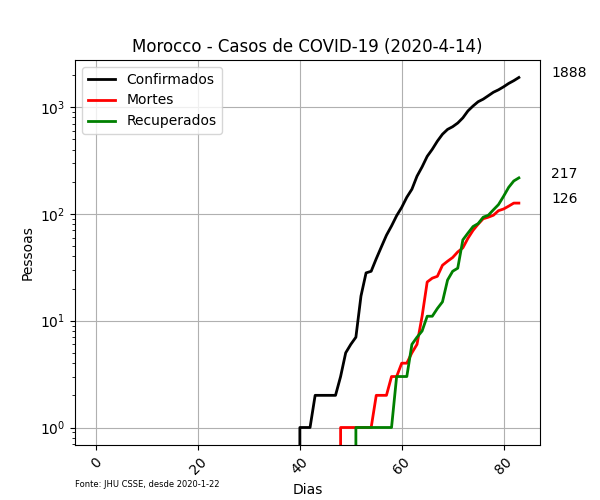 Morocco - Casos de COVID-19 (2020-4-14)
Confirmados
Mortes
Recuperados
1888
217
126
10³
10²
10¹
10⁰
Pessoas
0
20
40
60
80
Dias
Fonte: JHU CSSE, desde 2020-1-22